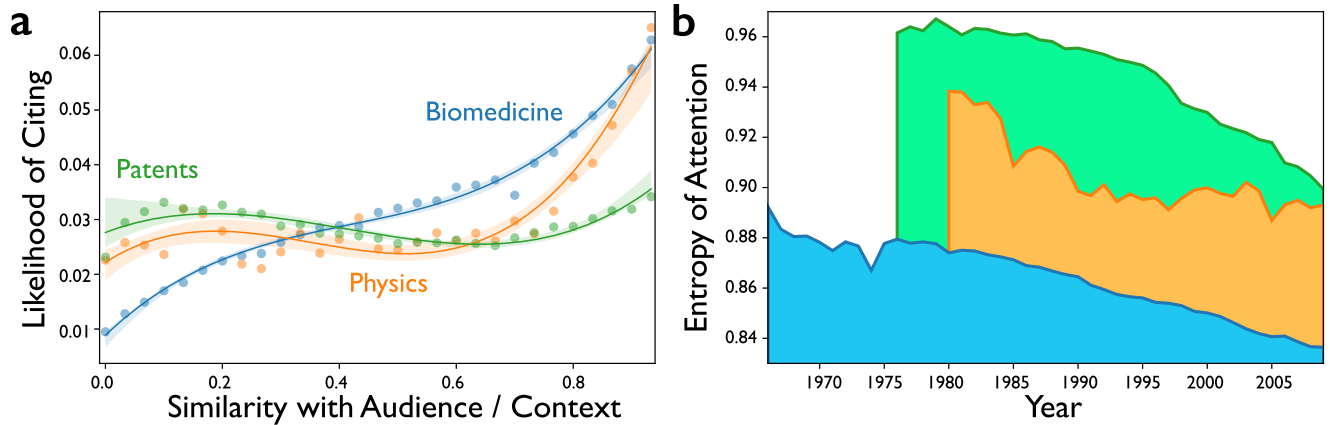 a
Likelihood of Citing
0.06
0.05
0.04
0.03
0.02
0.01
Biomedicine
Patents
Physics
0.0 0.2 0.4 0.6 0.8
Similarity with Audience / Context
b
Entropy of Attention
0.96
0.94
0.92
0.90
0.88
0.86
0.84
1970 1975 1980 1985 1990 1995 2000 2005
Year